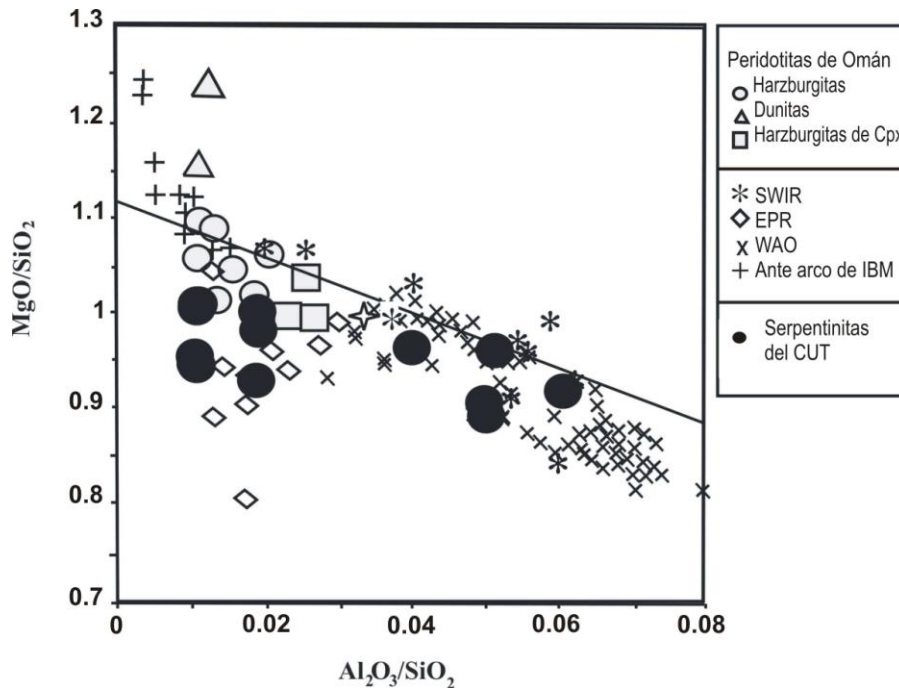 1.3
1.2
1.1
1
0.9
0.8
0.7
MgO/SiO₂
0
0.02
0.04
0.06
0.08
Al₂O₃/SiO₂
Peridotitas de Omán
Harzburgitas
Dunitas
Harzburgitas de Cpx
SWIR
EPR
WAO
Ante arco de IBM
Serpentinitas
del CUT